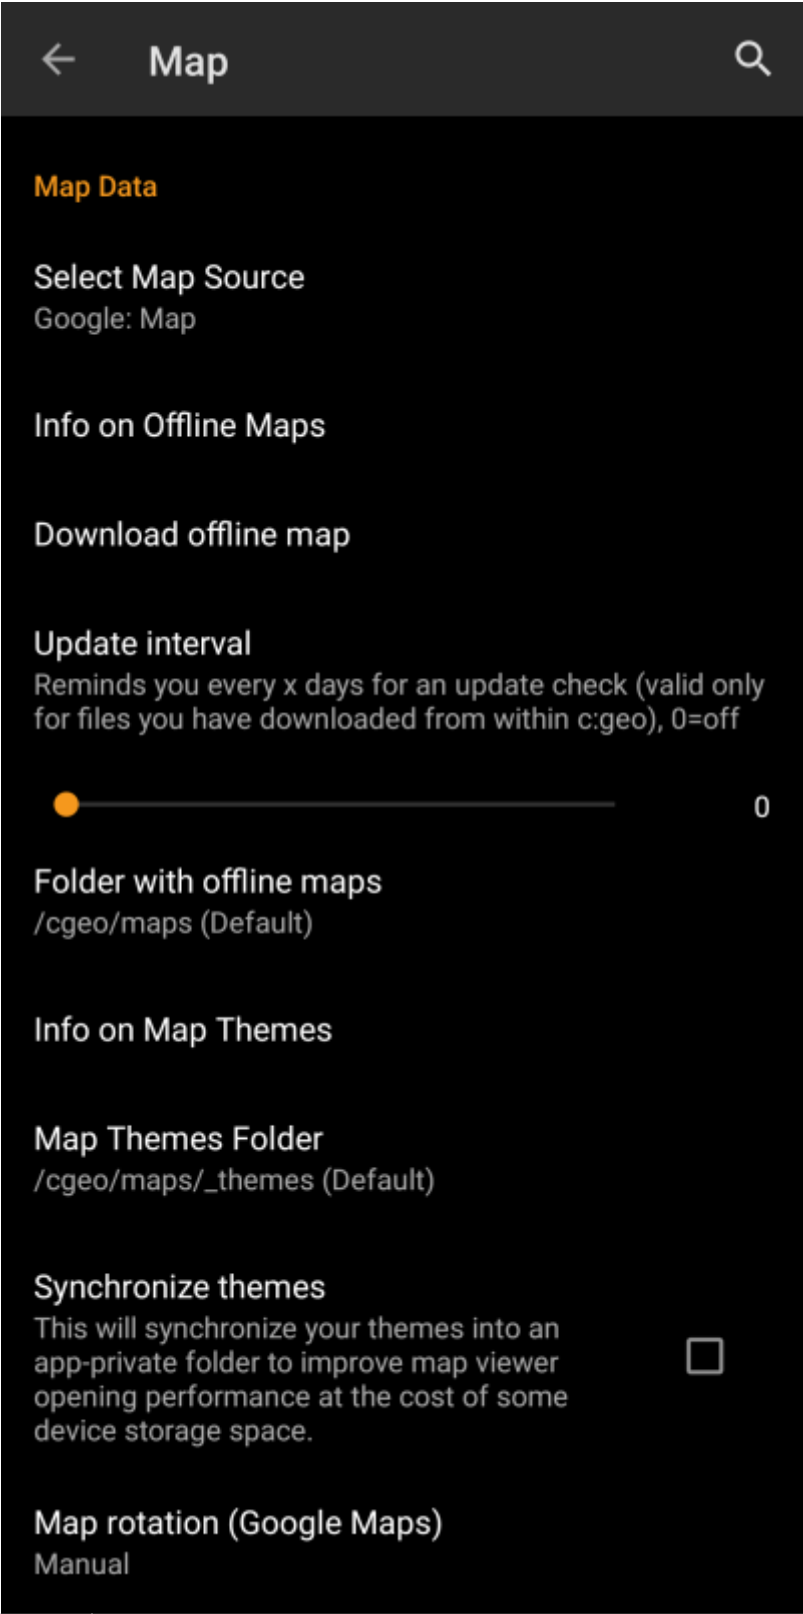 Map
Map Data
Select Map Source
Google: Map
Info on Offline Maps
Download offline map
Update interval
Reminds you every x days for an update check (valid only
for files you have downloaded from within c:geo), 0=off
0
Folder with offline maps
/cgeo/maps (Default)
Info on Map Themes
Map Themes Folder
/cgeo/maps/_themes (Default)
Synchronize themes
This will synchronize your themes into an
app-private folder to improve map viewer
opening performance at the cost of some
device storage space.
Map rotation (Google Maps)
Manual